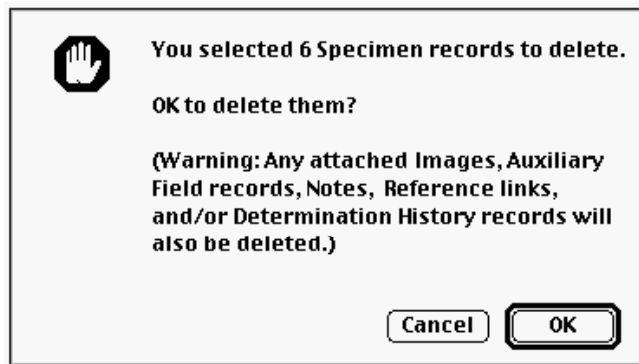 You selected 6 Specimen records to delete.
OK to delete them?
(Warning: Any attached Images, Auxiliary
Field records, Notes, Reference links,
and/or Determination History records will
also be deleted.)
Cancel OK